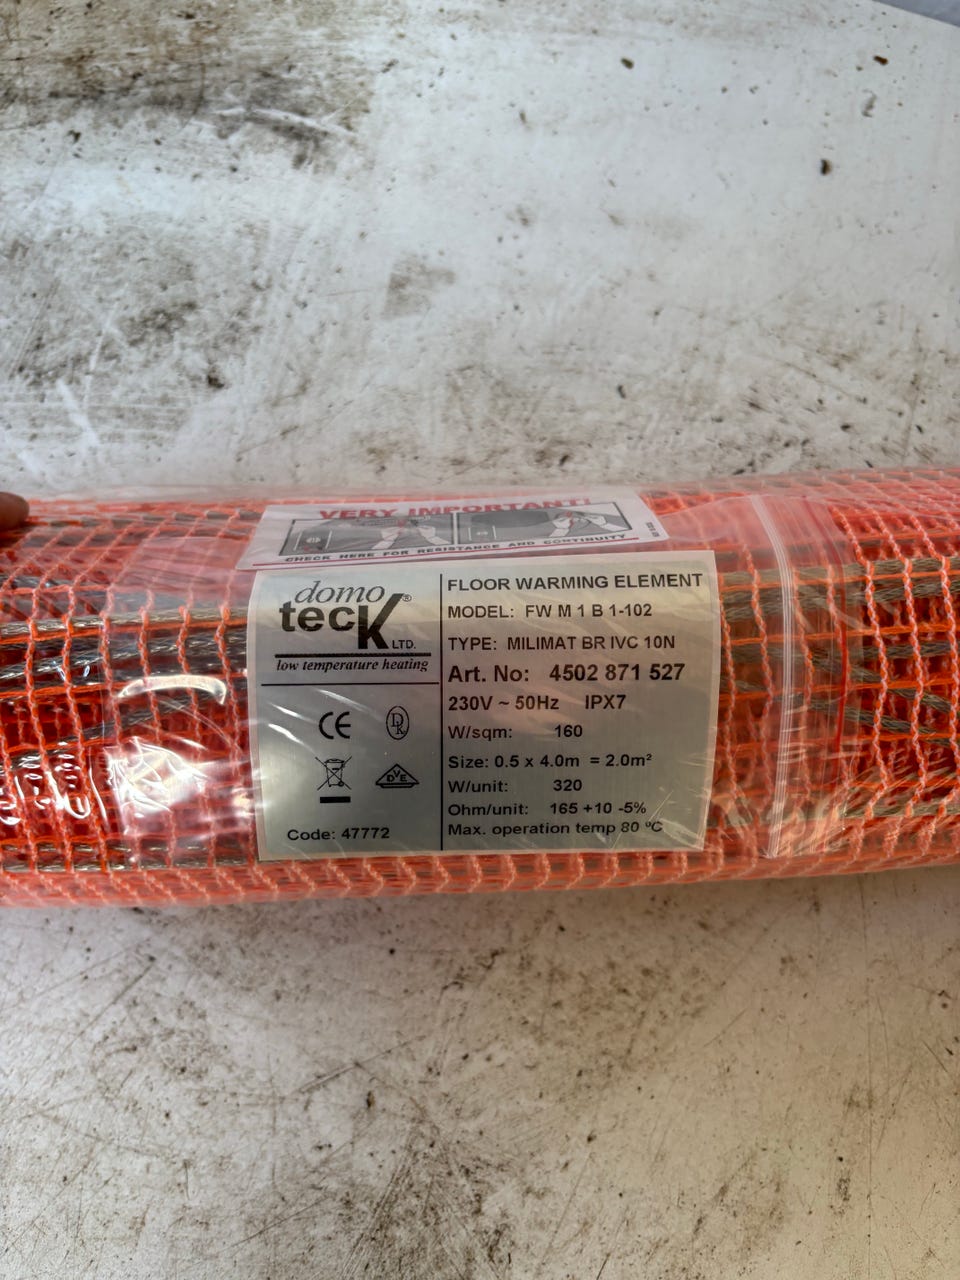 VERY IMPORTANT!
CHECK HERE FOR RESISTANCE AND CONTINUITY
domo
tecK®
LTD.
low temperature heating
CE
DVE
Code: 47772
FLOOR WARMING ELEMENT
MODEL: FW M 1 B 1-102
TYPE: MILIMAT BR IVC 10N
Art. No: 4502 871 527
230V ~ 50Hz IPX7
W/sqm: 160
Size: 0.5 x 4.0m = 2.0m²
W/unit: 320
Ohm/unit: 165 +10 -5%
Max. operation temp 80 ºC